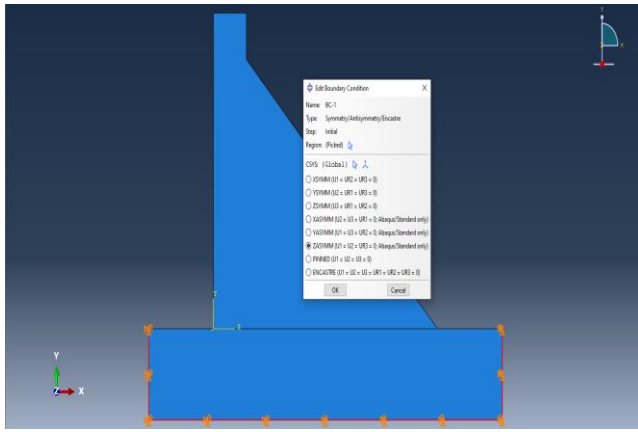 Edit Boundary Condition X
Name: BC-1
Type: Symmetry/Antisymmetry/Encastre
Step: Initial
Region: (Picked)
CSYS: (Global)
XSYMM (U1 = UR2 = UR3 = 0)
YSYMM (U2 = UR1 = UR3 = 0)
ZSYMM (U3 = UR1 = UR2 = 0)
XASYMM (U2 = U3 = UR1 = 0; Abaqus/Standard only)
YASYMM (U1 = U3 = UR2 = 0; Abaqus/Standard only)
ZASYMM (U1 = U2 = UR3 = 0; Abaqus/Standard only)
PINNED (U1 = U2 = U3 = 0)
ENCASTRE (U1 = U2 = U3 = UR1 = UR2 = UR3 = 0)
OK Cancel
Y
X
Y
X
Z
Y
X